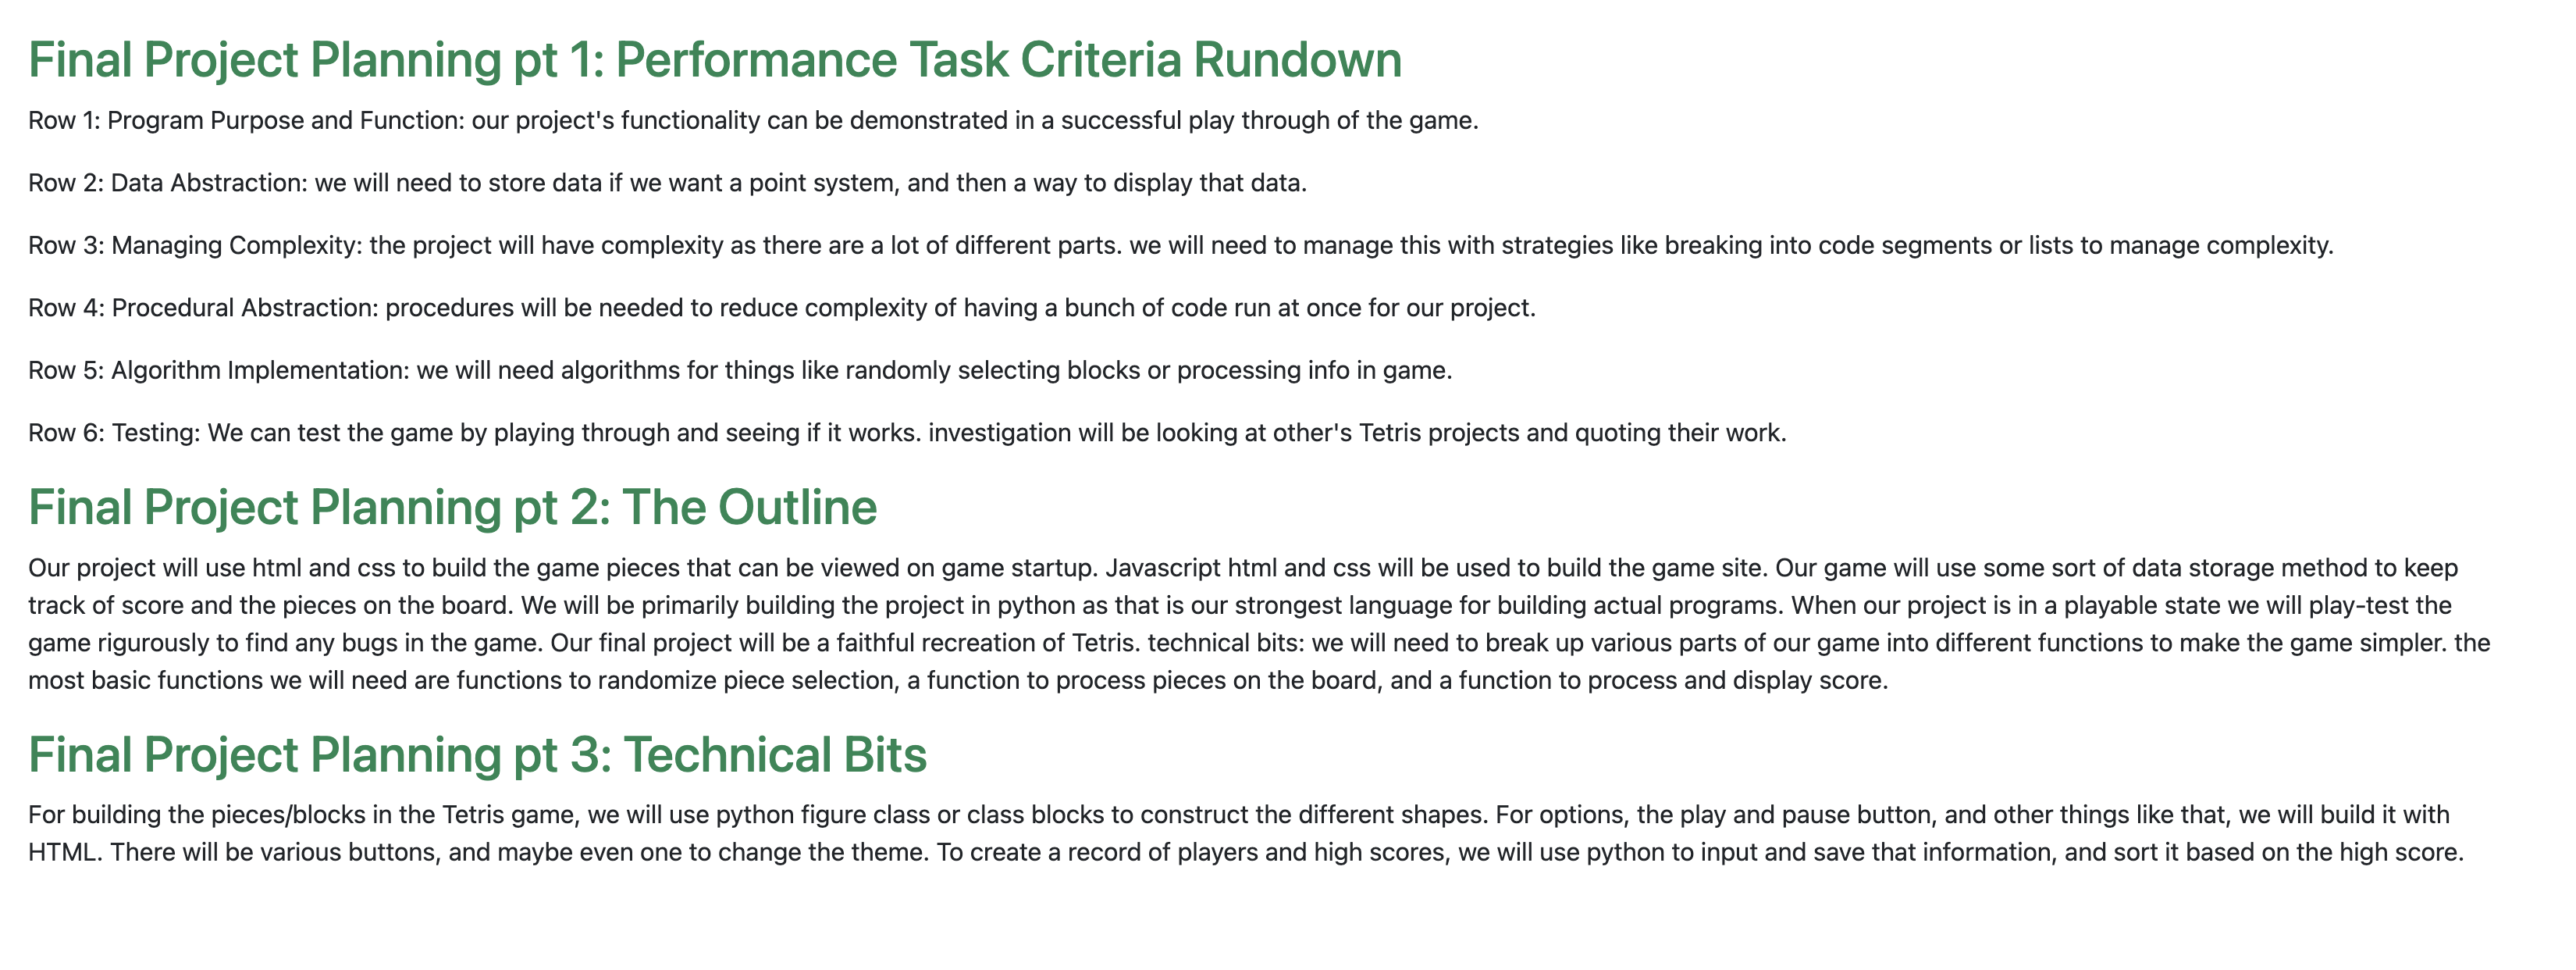 Final Project Planning pt 1: Performance Task Criteria Rundown
Row 1: Program Purpose and Function: our project's functionality can be demonstrated in a successful play through of the game.
Row 2: Data Abstraction: we will need to store data if we want a point system, and then a way to display that data.
Row 3: Managing Complexity: the project will have complexity as there are a lot of different parts. we will need to manage this with strategies like breaking into code segments or lists to manage complexity.
Row 4: Procedural Abstraction: procedures will be needed to reduce complexity of having a bunch of code run at once for our project.
Row 5: Algorithm Implementation: we will need algorithms for things like randomly selecting blocks or processing info in game.
Row 6: Testing: We can test the game by playing through and seeing if it works. investigation will be looking at other's Tetris projects and quoting their work.
Final Project Planning pt 2: The Outline
Our project will use html and css to build the game pieces that can be viewed on game startup. Javascript html and css will be used to build the game site. Our game will use some sort of data storage method to keep
track of score and the pieces on the board. We will be primarily building the project in python as that is our strongest language for building actual programs. When our project is in a playable state we will play-test the
game rigurously to find any bugs in the game. Our final project will be a faithful recreation of Tetris. technical bits: we will need to break up various parts of our game into different functions to make the game simpler. the
most basic functions we will need are functions to randomize piece selection, a function to process pieces on the board, and a function to process and display score.
Final Project Planning pt 3: Technical Bits
For building the pieces/blocks in the Tetris game, we will use python figure class or class blocks to construct the different shapes. For options, the play and pause button, and other things like that, we will build it with
HTML. There will be various buttons, and maybe even one to change the theme. To create a record of players and high scores, we will use python to input and save that information, and sort it based on the high score.